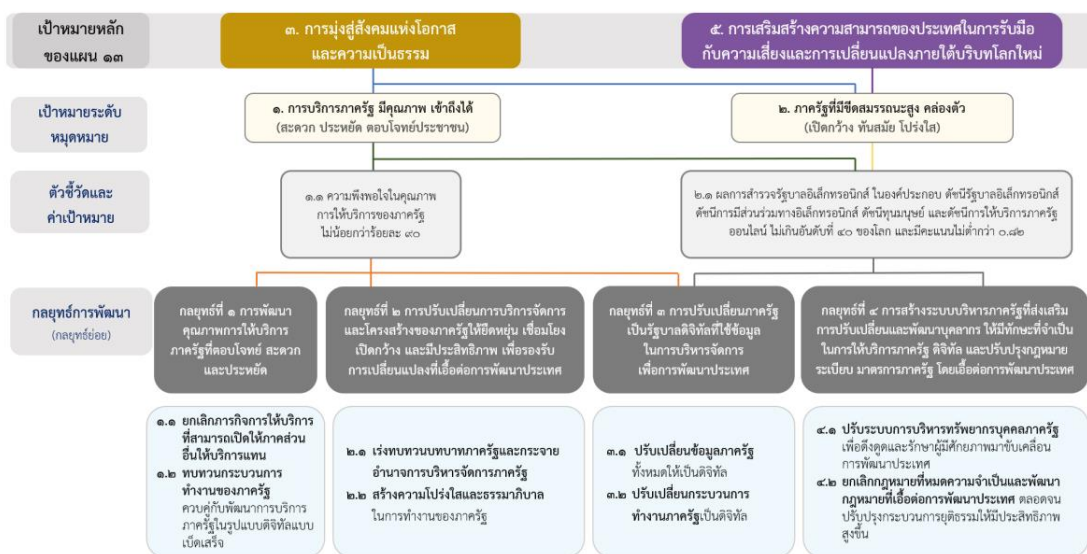 เป้าหมายหลัก
ของแผน ๑๓
๓. การมุ่งสู่สังคมแห่งโอกาส
และความเป็นธรรม
๕. การเสริมสร้างความสามารถของประเทศในการรับมือ
กับความเสี่ยงและการเปลี่ยนแปลงภายใต้บริบทโลกใหม่
เป้าหมายระดับ
หมุดหมาย
๑. การบริการภาครัฐ มีคุณภาพ เข้าถึงได้
(สะดวก ประหยัด ตอบโจทย์ประชาชน)
๒. ภาครัฐที่มีขีดสมรรถนะสูง คล่องตัว
(เปิดกว้าง ทันสมัย โปร่งใส)
ตัวชี้วัดและ
ค่าเป้าหมาย
๑.๑ ความพึงพอใจในคุณภาพ
การให้บริการของภาครัฐ
ไม่น้อยกว่าร้อยละ ๙๐
๒.๑ ผลการสำรวจรัฐบาลอิเล็กทรอนิกส์ ในองค์ประกอบ ดัชนีรัฐบาลอิเล็กทรอนิกส์
ดัชนีการมีส่วนร่วมทางอิเล็กทรอนิกส์ ดัชนีทุนมนุษย์ และดัชนีการให้บริการภาครัฐ
ออนไลน์ ไม่เกินอันดับที่ ๔๐ ของโลก และมีคะแนนไม่ต่ำกว่า ๐.๘๒
กลยุทธ์การพัฒนา
(กลยุทธ์ย่อย)
กลยุทธ์ที่ ๑ การพัฒนา
คุณภาพการให้บริการ
ภาครัฐที่ตอบโจทย์ สะดวก
และประหยัด
กลยุทธ์ที่ ๒ การปรับเปลี่ยนการบริหารจัดการ
และโครงสร้างของภาครัฐให้ยืดหยุ่น เชื่อมโยง
เปิดกว้าง และมีประสิทธิภาพ เพื่อรองรับ
การเปลี่ยนแปลงที่เอื้อต่อการพัฒนาประเทศ
กลยุทธ์ที่ ๓ การปรับเปลี่ยนภาครัฐ
เป็นรัฐบาลดิจิทัลที่ใช้ข้อมูล
ในการบริหารจัดการ
เพื่อการพัฒนาประเทศ
กลยุทธ์ที่ ๔ การสร้างระบบบริหารภาครัฐที่ส่งเสริม
การปรับเปลี่ยนและพัฒนาบุคลากร ให้มีทักษะที่จำเป็น
ในการให้บริการภาครัฐ ดิจิทัล และปรับปรุงกฎหมาย
ระเบียบ มาตรการภาครัฐ โดยเอื้อต่อการพัฒนาประเทศ
๑.๑ ยกเลิกภารกิจการให้บริการ
ที่สามารถเปิดให้ภาคส่วน
อื่นให้บริการแทน
๑.๒ ทบทวนกระบวนการ
ทำงานของภาครัฐ
ควบคู่กับพัฒนาการบริการ
ภาครัฐในรูปแบบดิจิทัลแบบ
เบ็ดเสร็จ
๒.๑ เร่งทบทวนบทบาทภาครัฐและกระจาย
อำนาจการบริหารจัดการภาครัฐ
๒.๒ สร้างความโปร่งใสและธรรมาภิบาล
ในการทำงานของภาครัฐ
๓.๑ ปรับเปลี่ยนข้อมูลภาครัฐ
ทั้งหมดให้เป็นดิจิทัล
๓.๒ ปรับเปลี่ยนกระบวนการ
ทำงานภาครัฐเป็นดิจิทัล
๔.๑ ปรับระบบการบริหารทรัพยากรบุคคลภาครัฐ
เพื่อดึงดูดและรักษาผู้มีศักยภาพมาขับเคลื่อน
การพัฒนาประเทศ
๔.๒ ยกเลิกกฎหมายที่หมดความจำเป็นและพัฒนา
กฎหมายที่เอื้อต่อการพัฒนาประเทศ ตลอดจน
ปรับปรุงกระบวนการยุติธรรมให้มีประสิทธิภาพ
สูงขึ้น